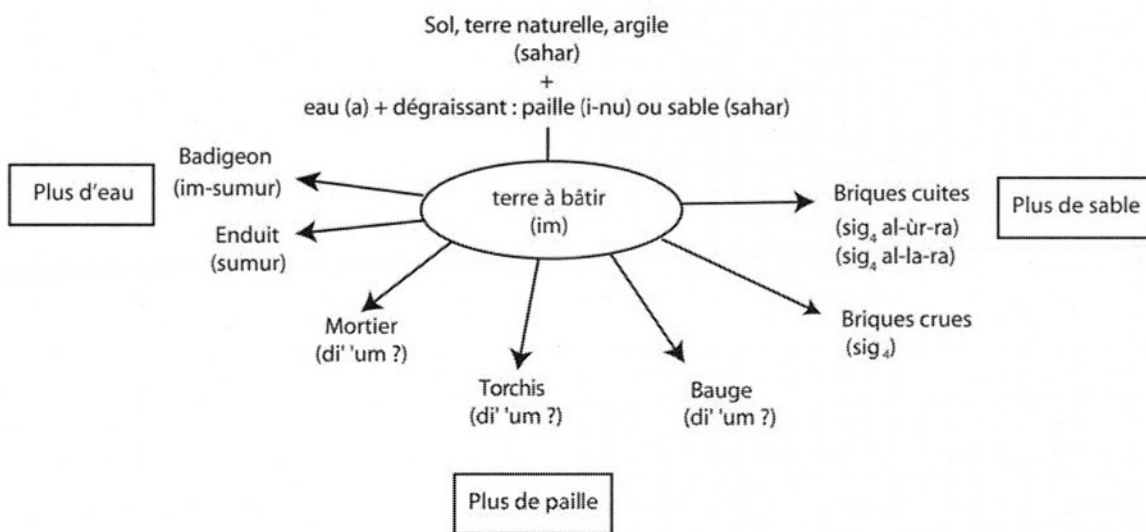 Sol, terre naturelle, argile
(sahar)
+
eau (a) + dégraissant : paille (i-nu) ou sable (sahar)
Badigeon
(im-sumur)
Plus d'eau
terre à bâtir
(im)
Briques cuites
(sig₄ al-ùr-ra)
(sig₄ al-la-ra)
Plus de sable
Enduit
(sumur)
Mortier
(di' 'um ?)
Briques crues
(sig₄)
Torchis
(di' 'um ?)
Bauge
(di' 'um ?)
Plus de paille